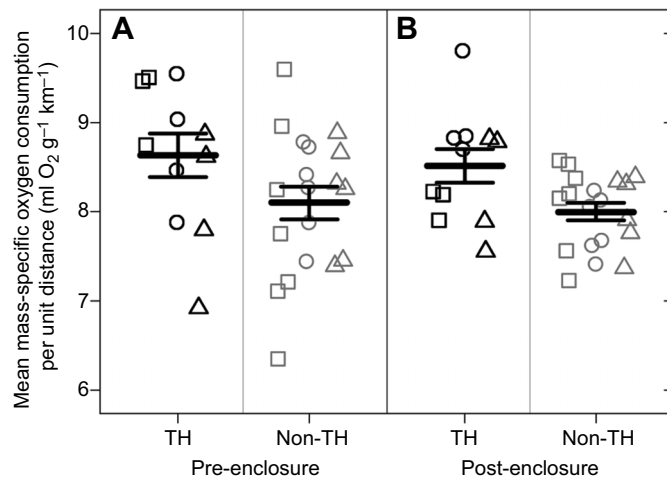 Mean mass-specific oxygen consumption
per unit distance (ml O₂ g⁻¹ km⁻¹)
10
9
8
7
6
A
B
TH
Non-TH
TH
Non-TH
Pre-enclosure
Post-enclosure